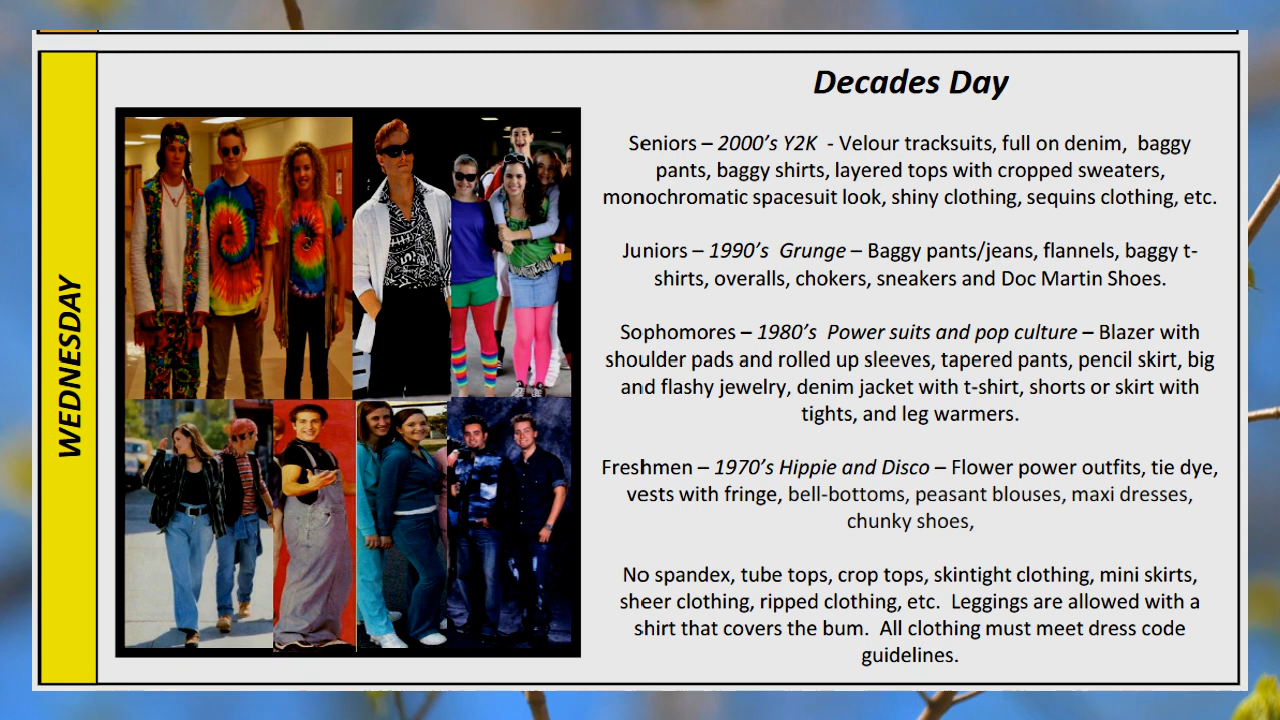 WEDNESDAY
Decades Day
Seniors – 2000's Y2K - Velour tracksuits, full on denim, baggy
pants, baggy shirts, layered tops with cropped sweaters,
monochromatic spacesuit look, shiny clothing, sequins clothing, etc.
Juniors – 1990's Grunge – Baggy pants/jeans, flannels, baggy t-
shirts, overalls, chokers, sneakers and Doc Martin Shoes.
Sophomores – 1980's Power suits and pop culture – Blazer with
shoulder pads and rolled up sleeves, tapered pants, pencil skirt, big
and flashy jewelry, denim jacket with t-shirt, shorts or skirt with
tights, and leg warmers.
Freshmen – 1970's Hippie and Disco – Flower power outfits, tie dye,
vests with fringe, bell-bottoms, peasant blouses, maxi dresses,
chunky shoes,
No spandex, tube tops, crop tops, skintight clothing, mini skirts,
sheer clothing, ripped clothing, etc. Leggings are allowed with a
shirt that covers the bum. All clothing must meet dress code
guidelines.